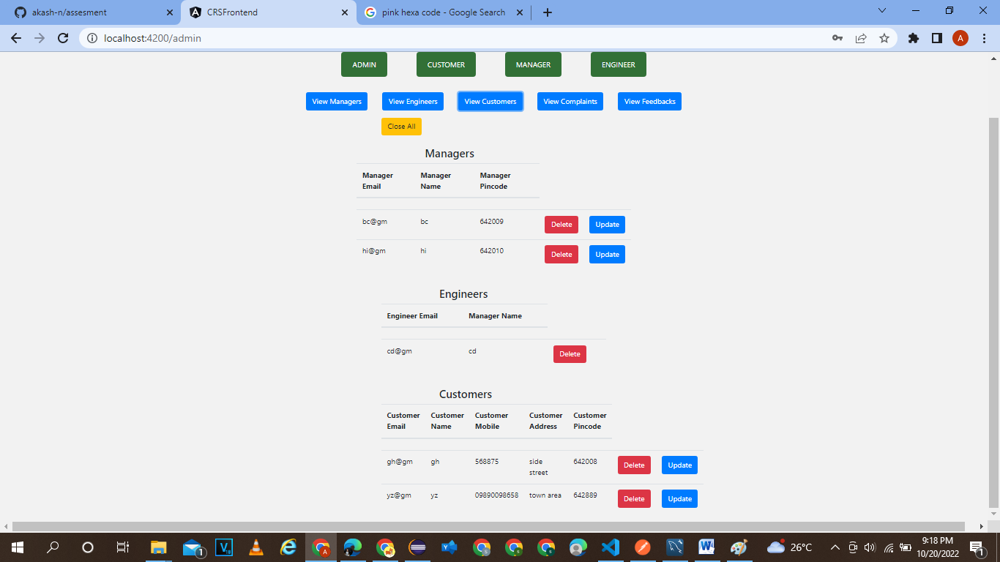 akash-n/assesment
CRSFrontend
pink hexa code - Google Search
localhost:4200/admin
A
ADMIN CUSTOMER MANAGER ENGINEER
View Managers View Engineers View Customers View Complaints View Feedbacks
Close All
Managers
Manager Email Manager Name Manager Pincode
bc@gm bc 642009 Delete Update
hi@gm hi 642010 Delete Update
Engineers
Engineer Email Manager Name
cd@gm cd Delete
Customers
Customer Email Customer Name Customer Mobile Customer Address Customer Pincode
gh@gm gh 568875 side street 642008 Delete Update
yz@gm yz 09890098658 town area 642889 Delete Update
26°C
9:18 PM
10/20/2022